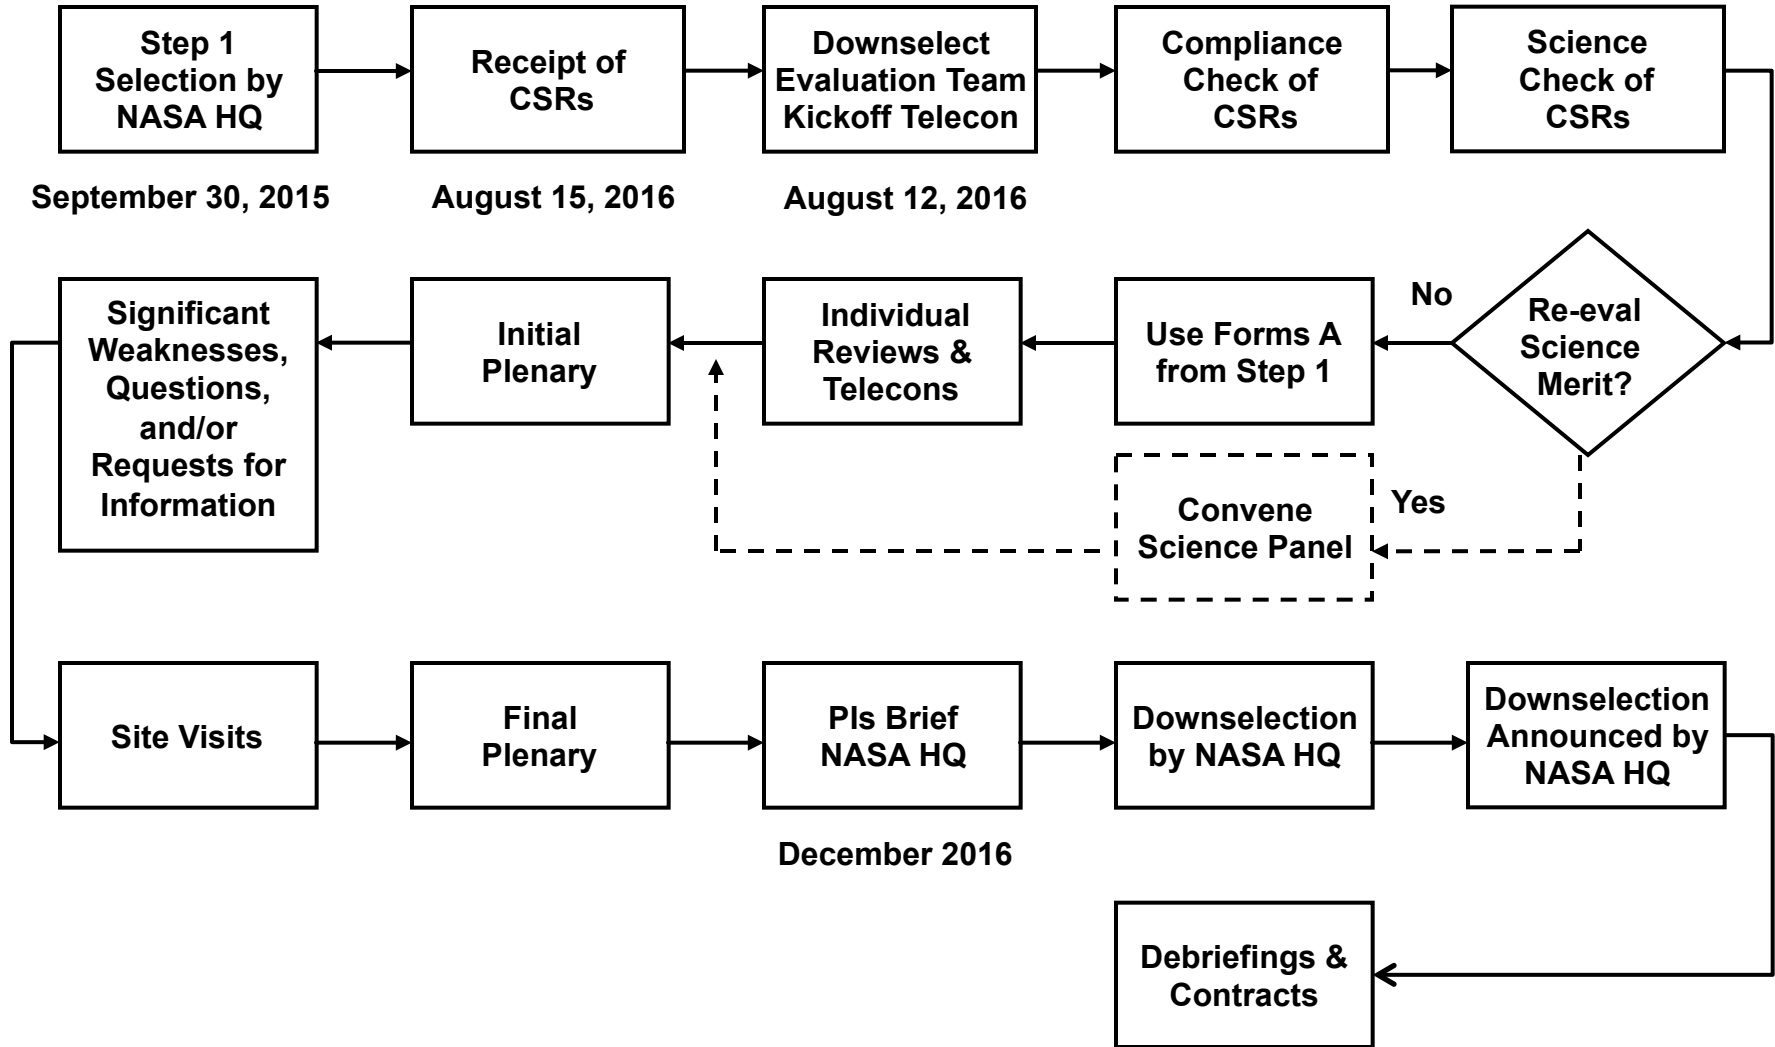 Step 1
Selection by
NASA HQ
Receipt of
CSRs
Downselect
Evaluation Team
Kickoff Telecon
Compliance
Check of
CSRs
Science
Check of
CSRs
September 30, 2015
August 15, 2016
August 12, 2016
Re-eval
Science
Merit?
No
Use Forms A
from Step 1
Individual
Reviews &
Telecons
Initial
Plenary
Significant
Weaknesses,
Questions,
and/or
Requests for
Information
Yes
Convene
Science Panel
Site Visits
Final
Plenary
PIs Brief
NASA HQ
Downselection
by NASA HQ
Downselection
Announced by
NASA HQ
December 2016
Debriefings &
Contracts